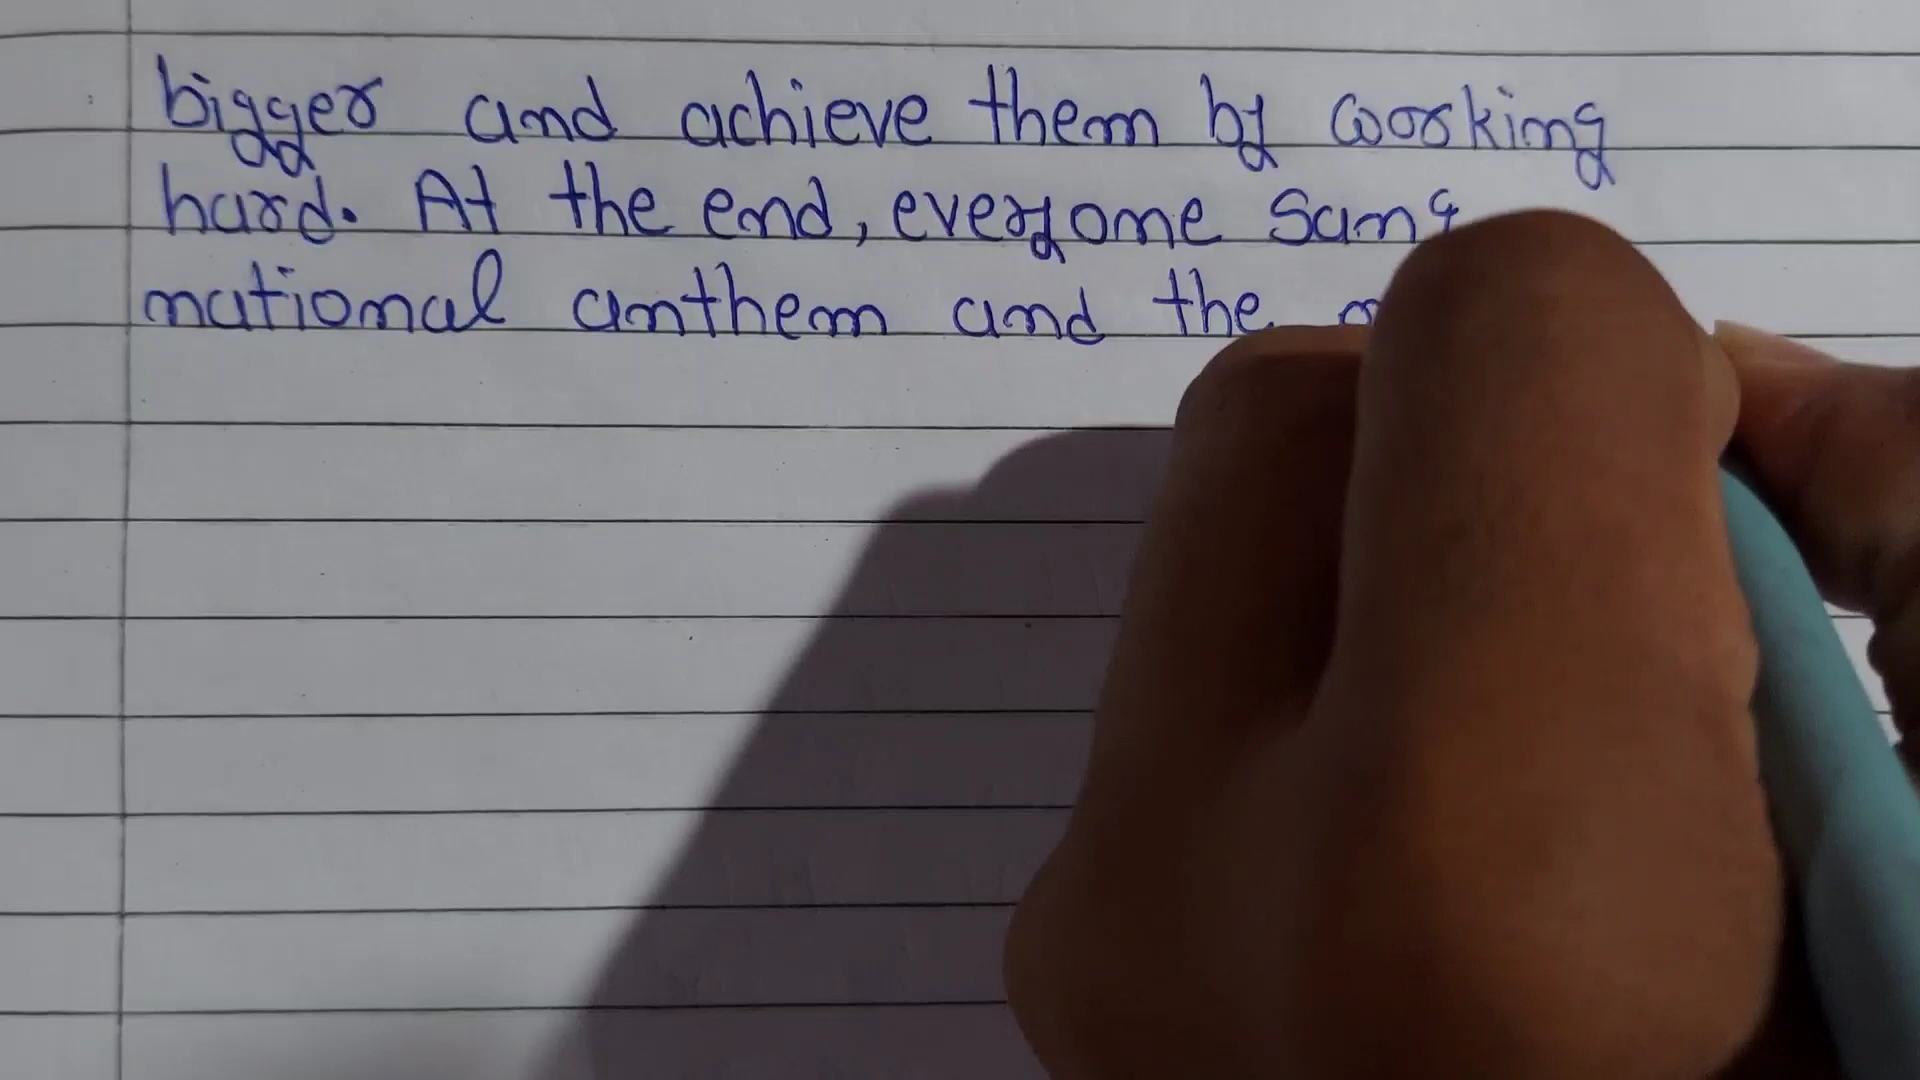 bigger and achieve them by working
hard. At the end, everyone sang
national anthem and the